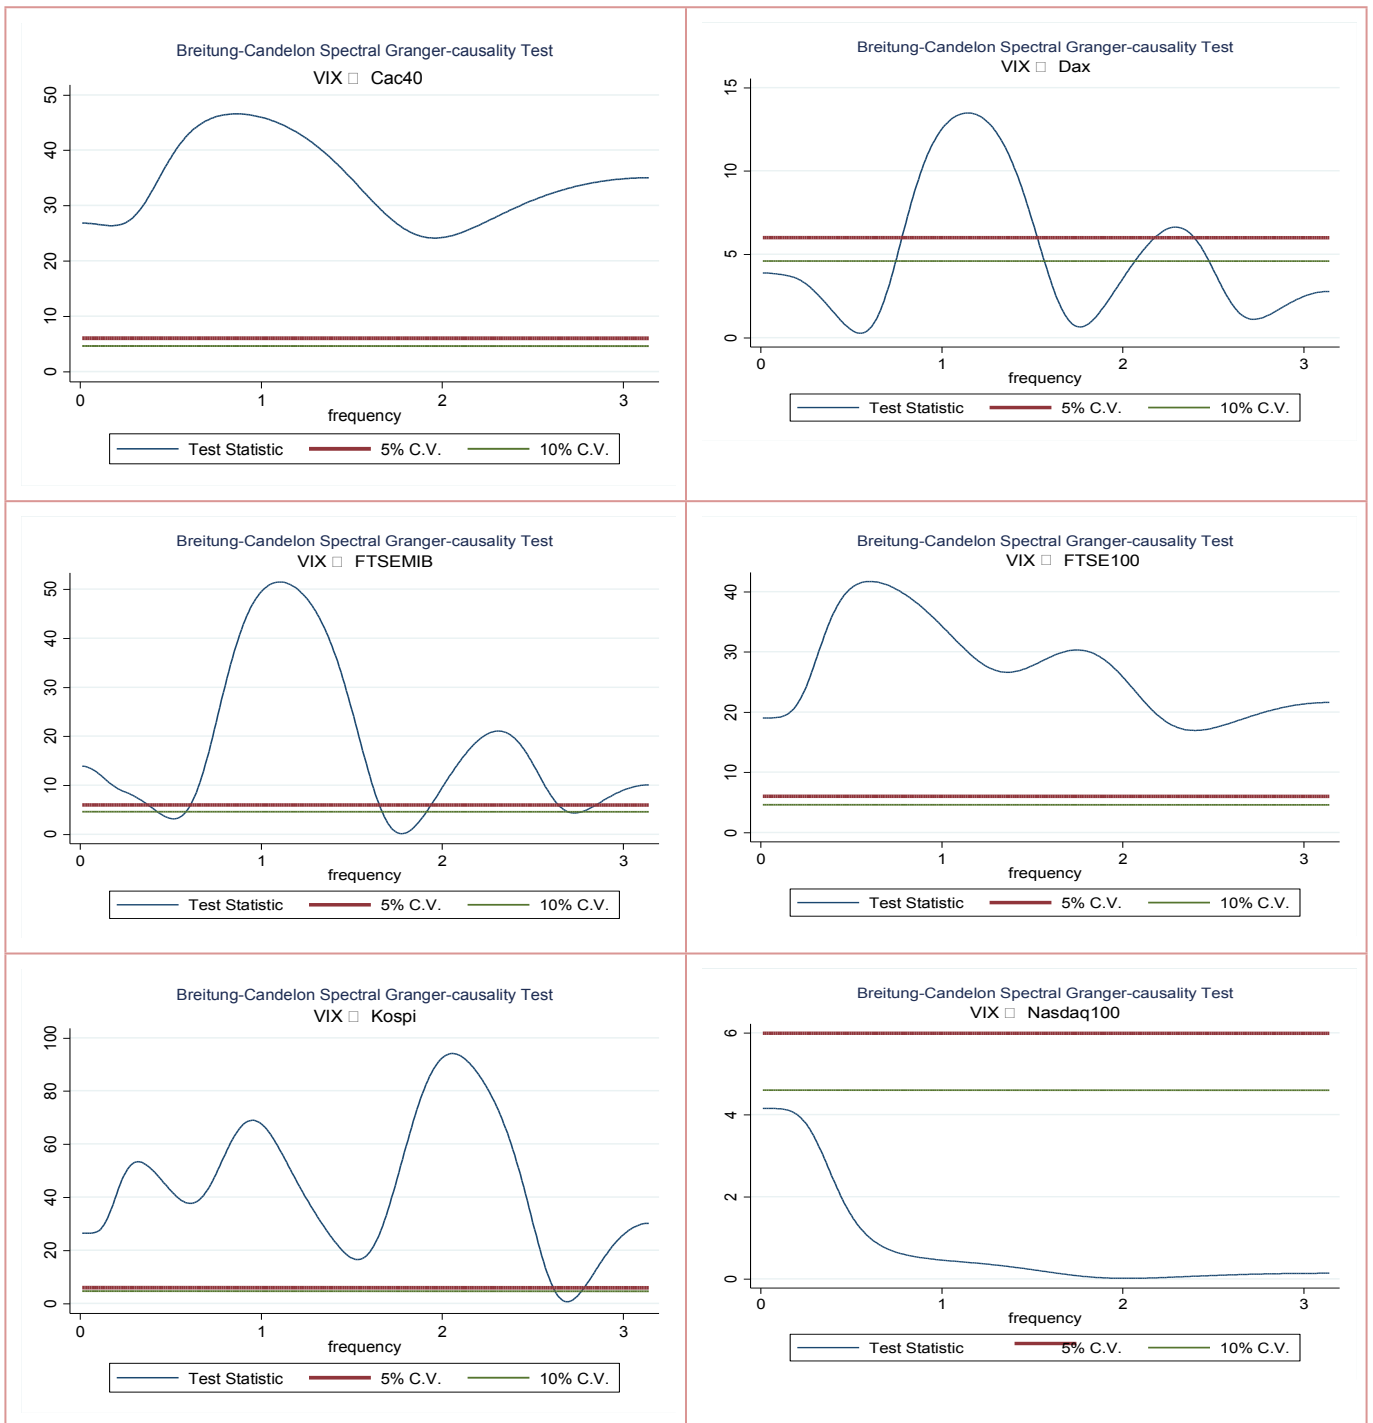 Breitung-Candelon Spectral Granger-causality Test
VIX □ Cac40
50
40
30
20
10
0
0 1 2 3
frequency
Test Statistic 5% C.V. 10% C.V.
Breitung-Candelon Spectral Granger-causality Test
VIX □ Dax
15
10
5
0
0 1 2 3
frequency
Test Statistic 5% C.V. 10% C.V.
Breitung-Candelon Spectral Granger-causality Test
VIX □ FTSEMIB
50
40
30
20
10
0
0 1 2 3
frequency
Test Statistic 5% C.V. 10% C.V.
Breitung-Candelon Spectral Granger-causality Test
VIX □ FTSE100
40
30
20
10
0
0 1 2 3
frequency
Test Statistic 5% C.V. 10% C.V.
Breitung-Candelon Spectral Granger-causality Test
VIX □ Kospi
100
80
60
40
20
0
0 1 2 3
frequency
Test Statistic 5% C.V. 10% C.V.
Breitung-Candelon Spectral Granger-causality Test
VIX □ Nasdaq100
6
4
2
0
0 1 2 3
frequency
Test Statistic 5% C.V. 10% C.V.